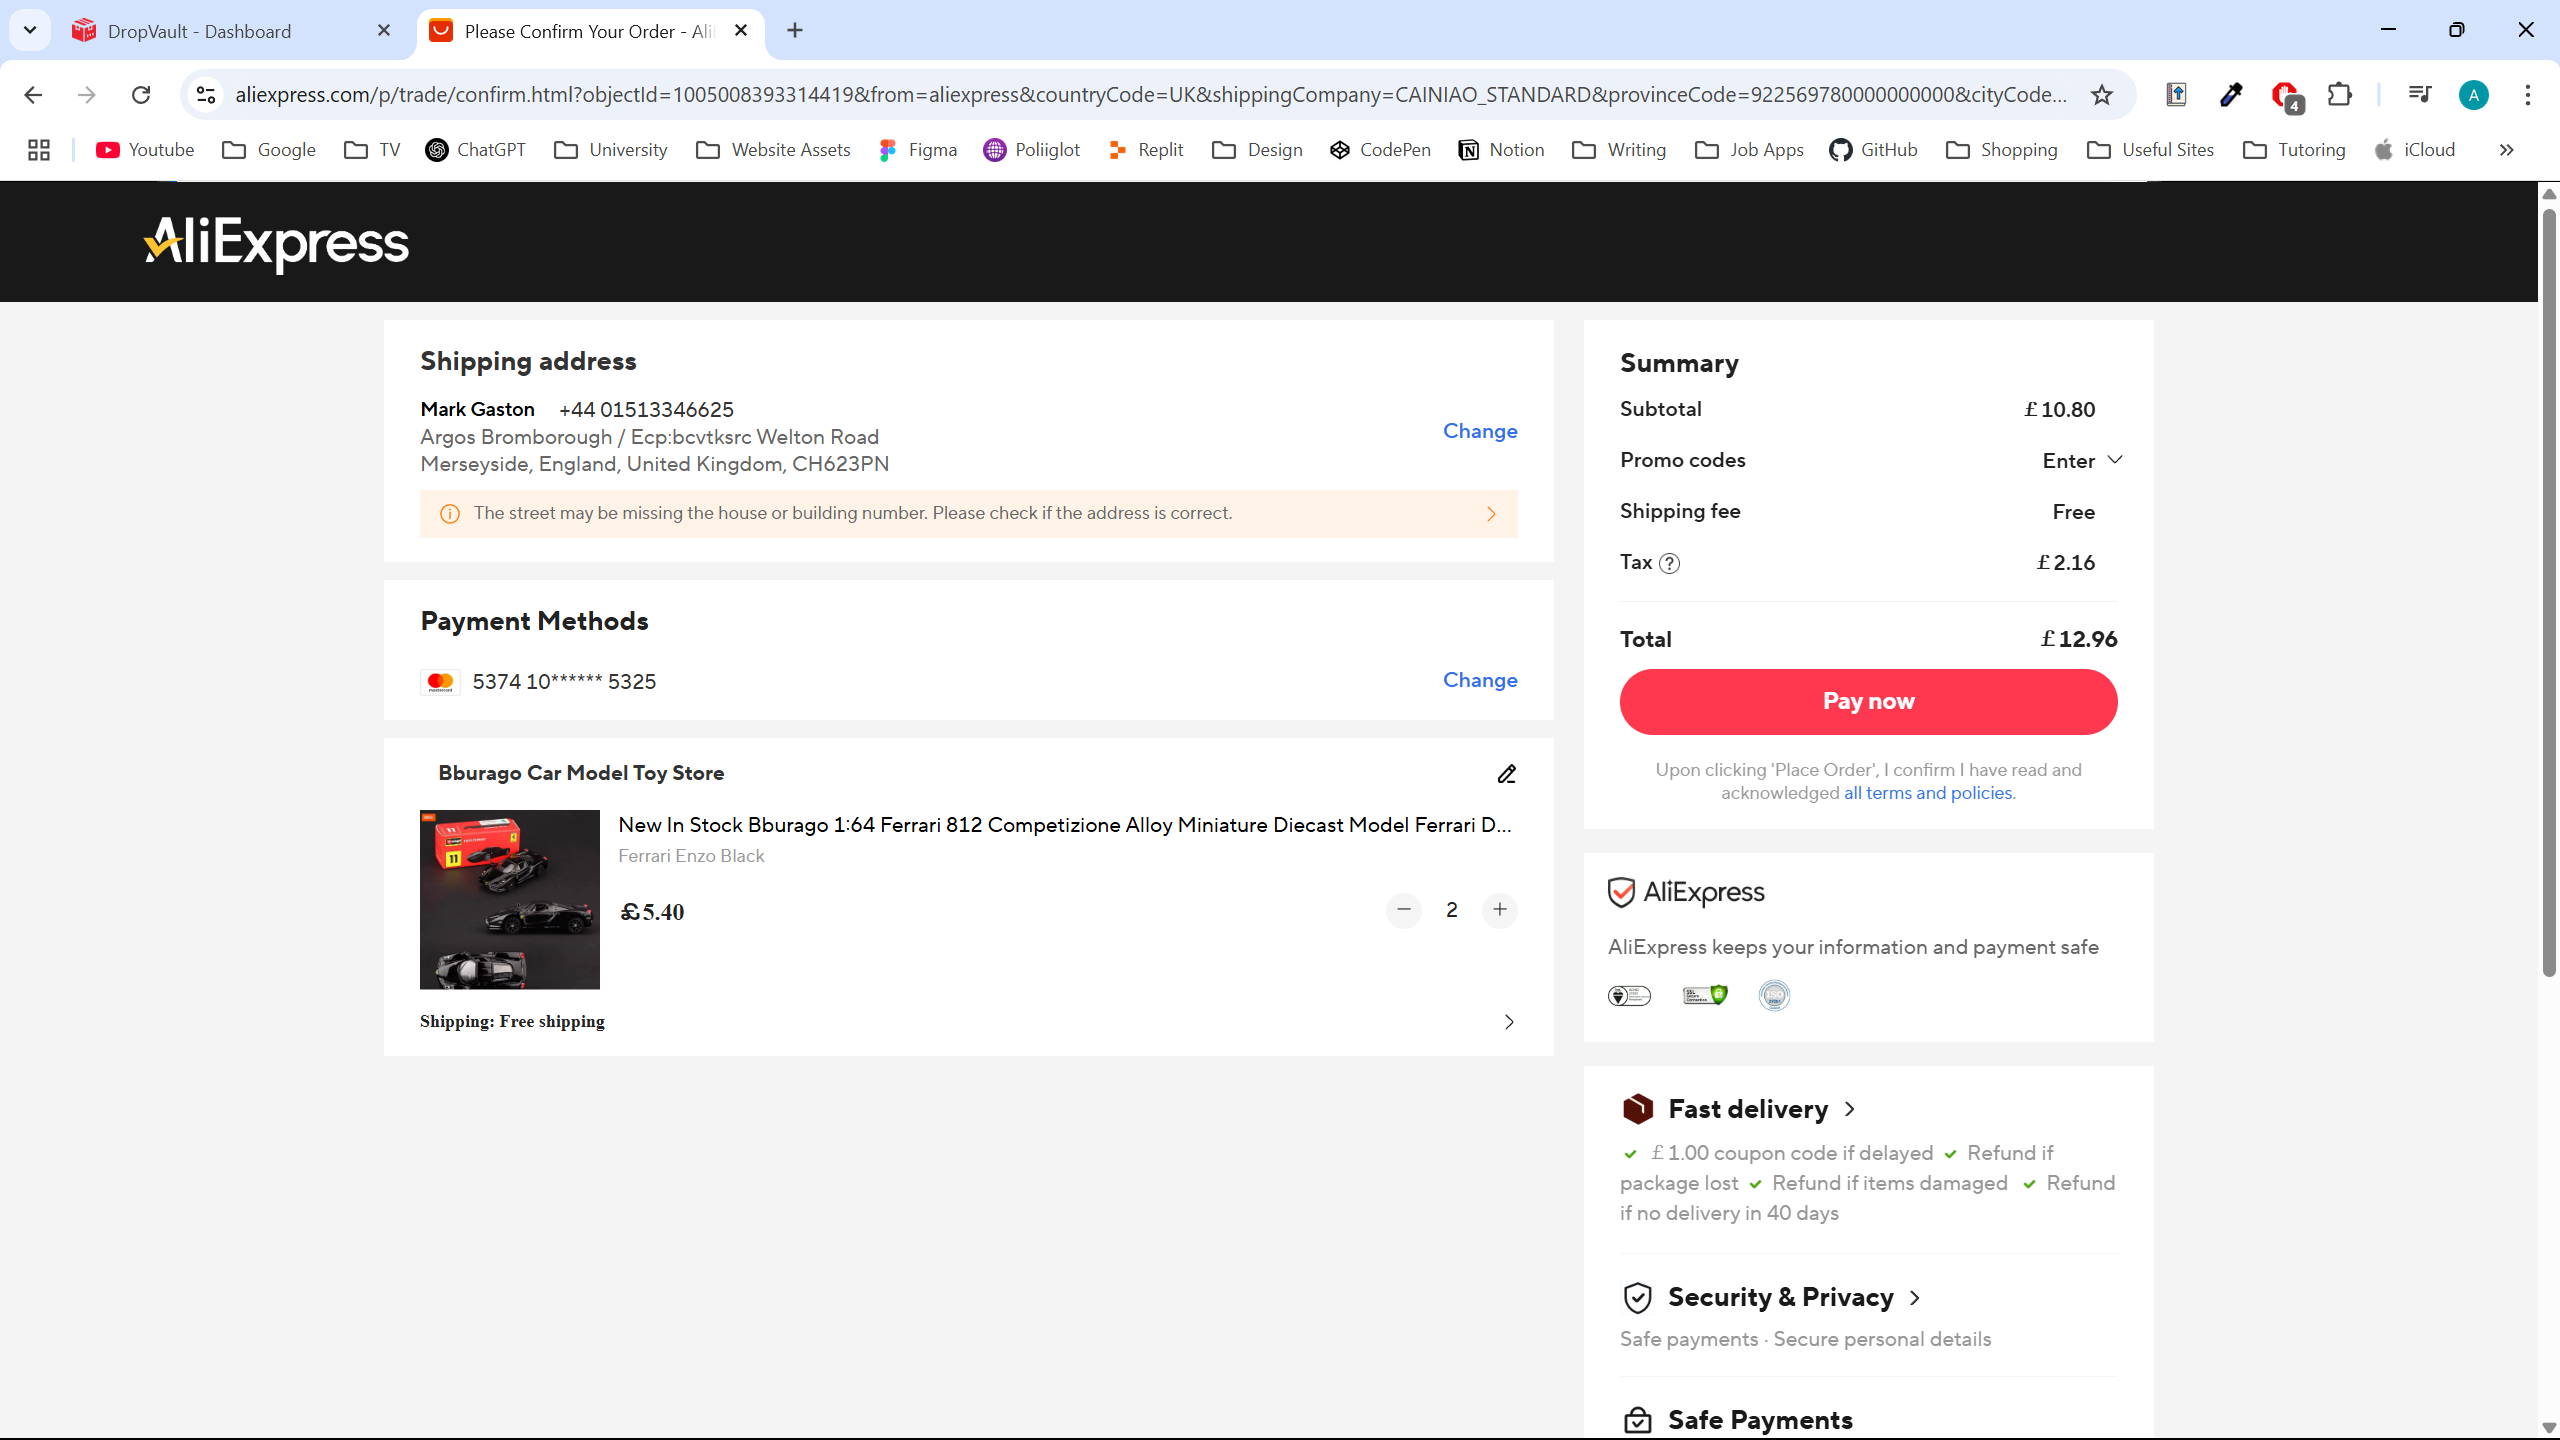 DropVault - Dashboard
Please Confirm Your Order - Ali
aliexpress.com/p/trade/confirm.html?objectId=1005008393314419&from=aliexpress&countryCode=UK&shippingCompany=CAINIAO_STANDARD&provinceCode=922569780000000000&cityCode...
4
A
Youtube
Google
TV
ChatGPT
University
Website Assets
Figma
Poliiglot
Replit
Design
CodePen
Notion
Writing
Job Apps
GitHub
Shopping
Useful Sites
Tutoring
iCloud
AliExpress
Shipping address
Mark Gaston +44 01513346625
Argos Bromborough / Ecp:bcvtksrc Welton Road
Merseyside, England, United Kingdom, CH623PN
Change
The street may be missing the house or building number. Please check if the address is correct.
Payment Methods
5374 10****** 5325
Change
Bburago Car Model Toy Store
New In Stock Bburago 1:64 Ferrari 812 Competizione Alloy Miniature Diecast Model Ferrari D...
Ferrari Enzo Black
£5.40
2
11
11
Shipping: Free shipping
Summary
Subtotal £10.80
Promo codes Enter
Shipping fee Free
Tax £2.16
Total £12.96
Pay now
Upon clicking 'Place Order', I confirm I have read and
acknowledged all terms and policies.
AliExpress
AliExpress keeps your information and payment safe
Fast delivery
£1.00 coupon code if delayed Refund if
package lost Refund if items damaged Refund
if no delivery in 40 days
Security & Privacy
Safe payments · Secure personal details
Safe Payments